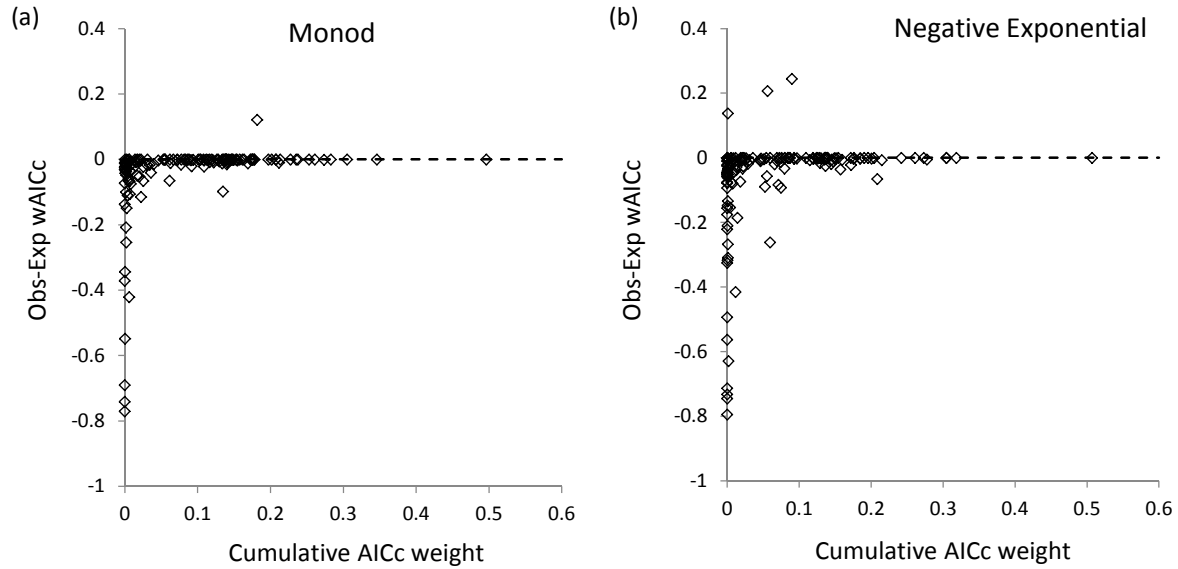 (a)
Monod
0.4
0.2
0
-0.2
-0.4
-0.6
-0.8
-1
0 0.1 0.2 0.3 0.4 0.5 0.6
Obs-Exp wAICc
Cumulative AICc weight
(b)
Negative Exponential
0.4
0.2
0
-0.2
-0.4
-0.6
-0.8
-1
0 0.1 0.2 0.3 0.4 0.5 0.6
Obs-Exp wAICc
Cumulative AICc weight